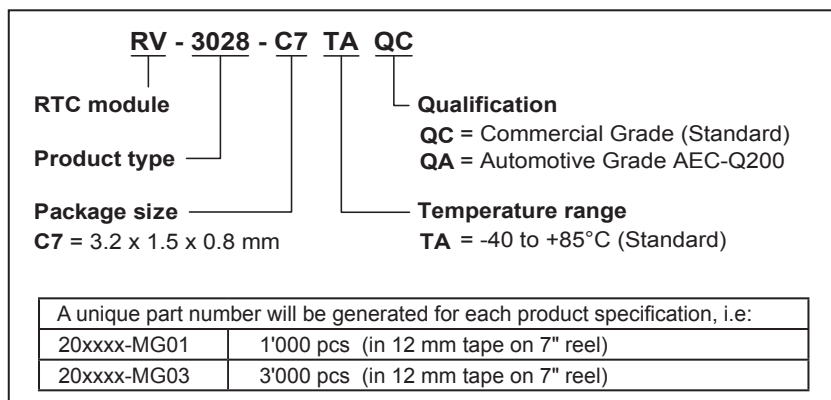 RV - 3028 - C7 TA QC
RTC module
Product type
Package size
C7 = 3.2 x 1.5 x 0.8 mm
Qualification
QC = Commercial Grade (Standard)
QA = Automotive Grade AEC-Q200
Temperature range
TA = -40 to +85°C (Standard)
A unique part number will be generated for each product specification, i.e:
20xxxx-MG01 1'000 pcs (in 12 mm tape on 7" reel)
20xxxx-MG03 3'000 pcs (in 12 mm tape on 7" reel)